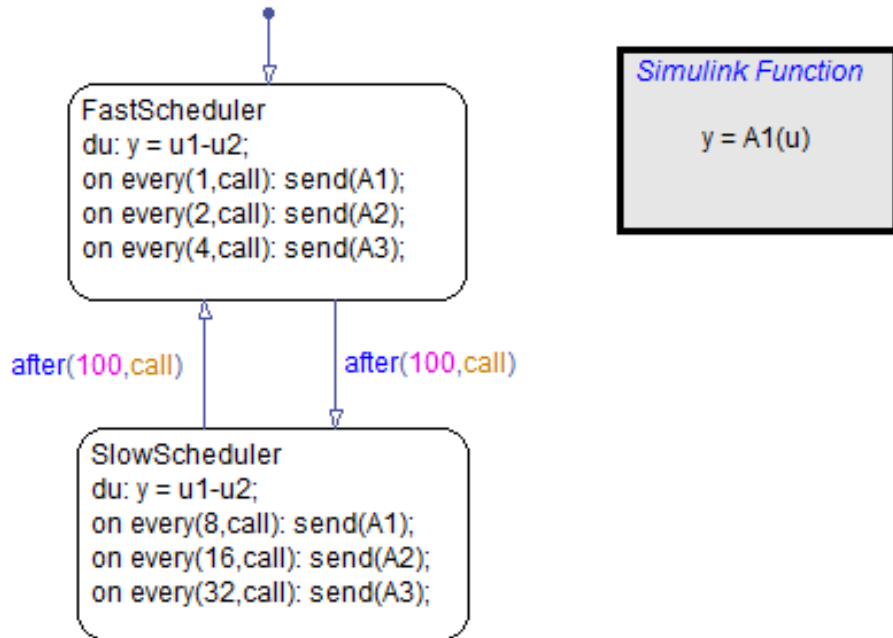 FastScheduler
du: y = u1-u2;
on every(1,call): send(A1);
on every(2,call): send(A2);
on every(4,call): send(A3);
Simulink Function
y = A1(u)
after(100,call)
after(100,call)
SlowScheduler
du: y = u1-u2;
on every(8,call): send(A1);
on every(16,call): send(A2);
on every(32,call): send(A3);